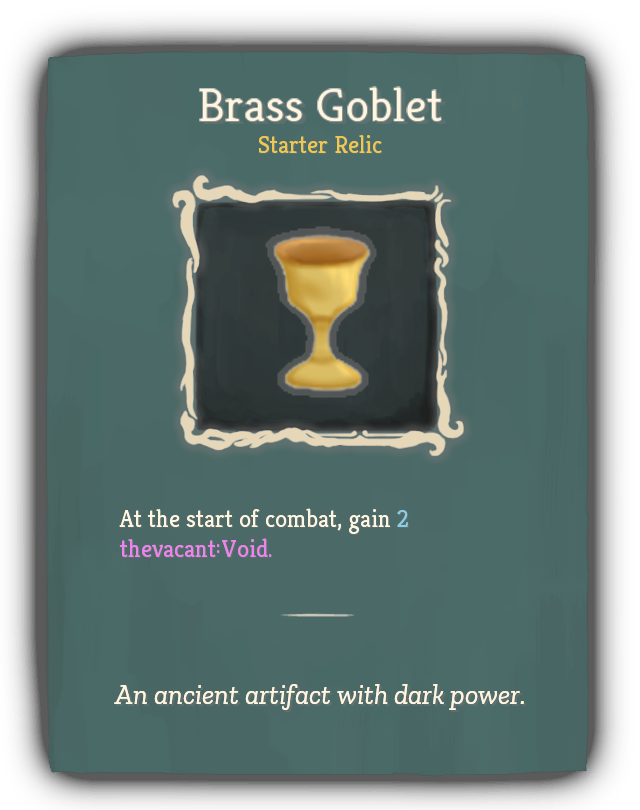 Brass Goblet
Starter Relic
At the start of combat, gain 2
thevacant:Void.
An ancient artifact with dark power.